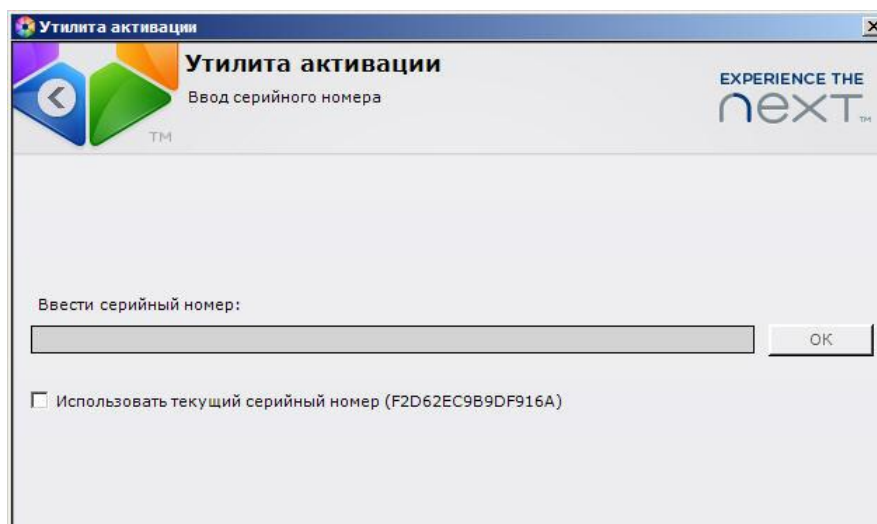 Утилита активации
Утилита активации
Ввод серийного номера
EXPERIENCE THE
next™
TM
Ввести серийный номер:
OK
Использовать текущий серийный номер (F2D62EC9B9DF916A)